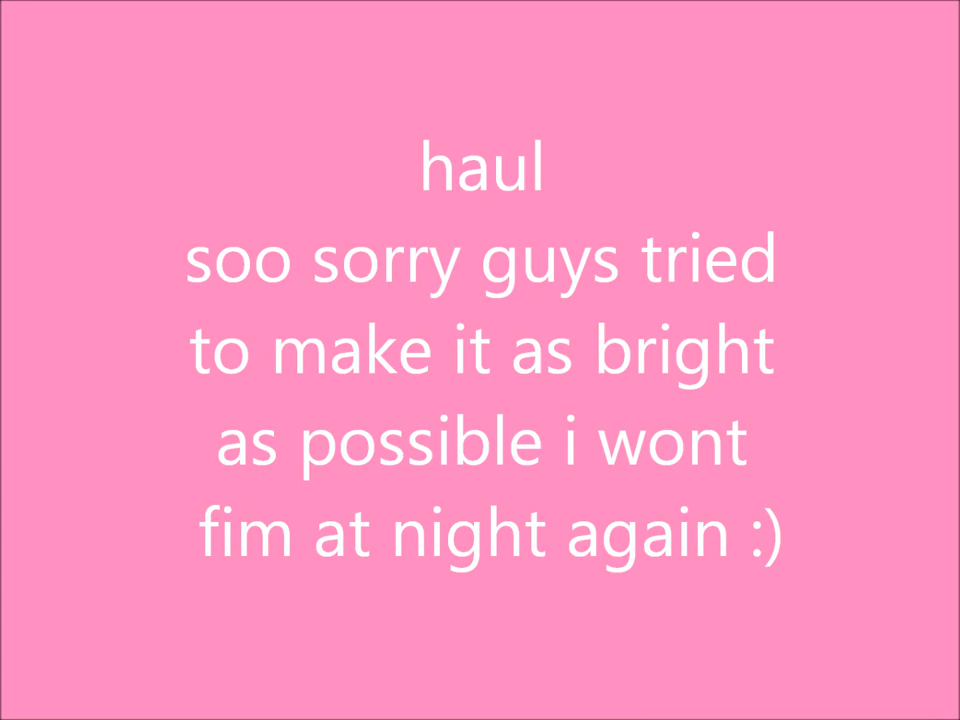 haul
soo sorry guys tried
to make it as bright
as possible i wont
fim at night again :)